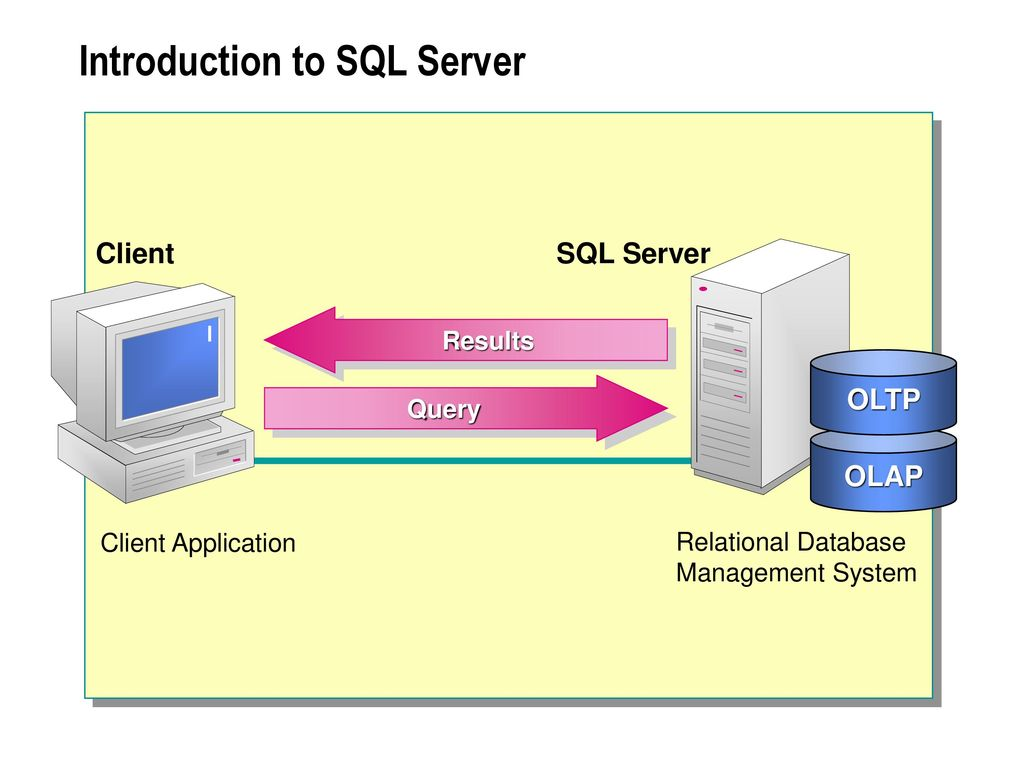 Introduction to SQL Server
Client
SQL Server
Results
Query
OLTP
OLAP
Client Application
Relational Database
Management System